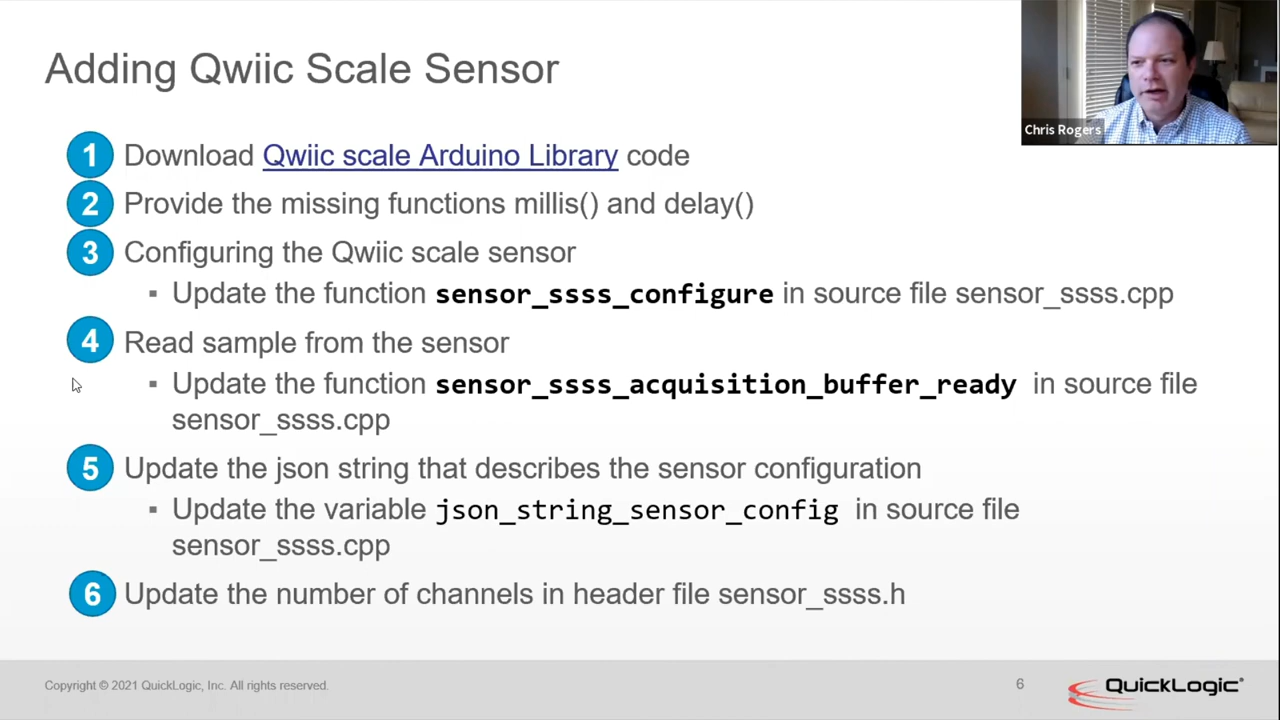 Adding Qwiic Scale Sensor
Chris Rogers
1 Download Qwiic scale Arduino Library code
2 Provide the missing functions millis() and delay()
3 Configuring the Qwiic scale sensor
▪ Update the function sensor_ssss_configure in source file sensor_ssss.cpp
4 Read sample from the sensor
▪ Update the function sensor_ssss_acquisition_buffer_ready in source file
sensor_ssss.cpp
5 Update the json string that describes the sensor configuration
▪ Update the variable json_string_sensor_config in source file
sensor_ssss.cpp
6 Update the number of channels in header file sensor_ssss.h
Copyright © 2021 QuickLogic, Inc. All rights reserved.
6
QuickLogic®